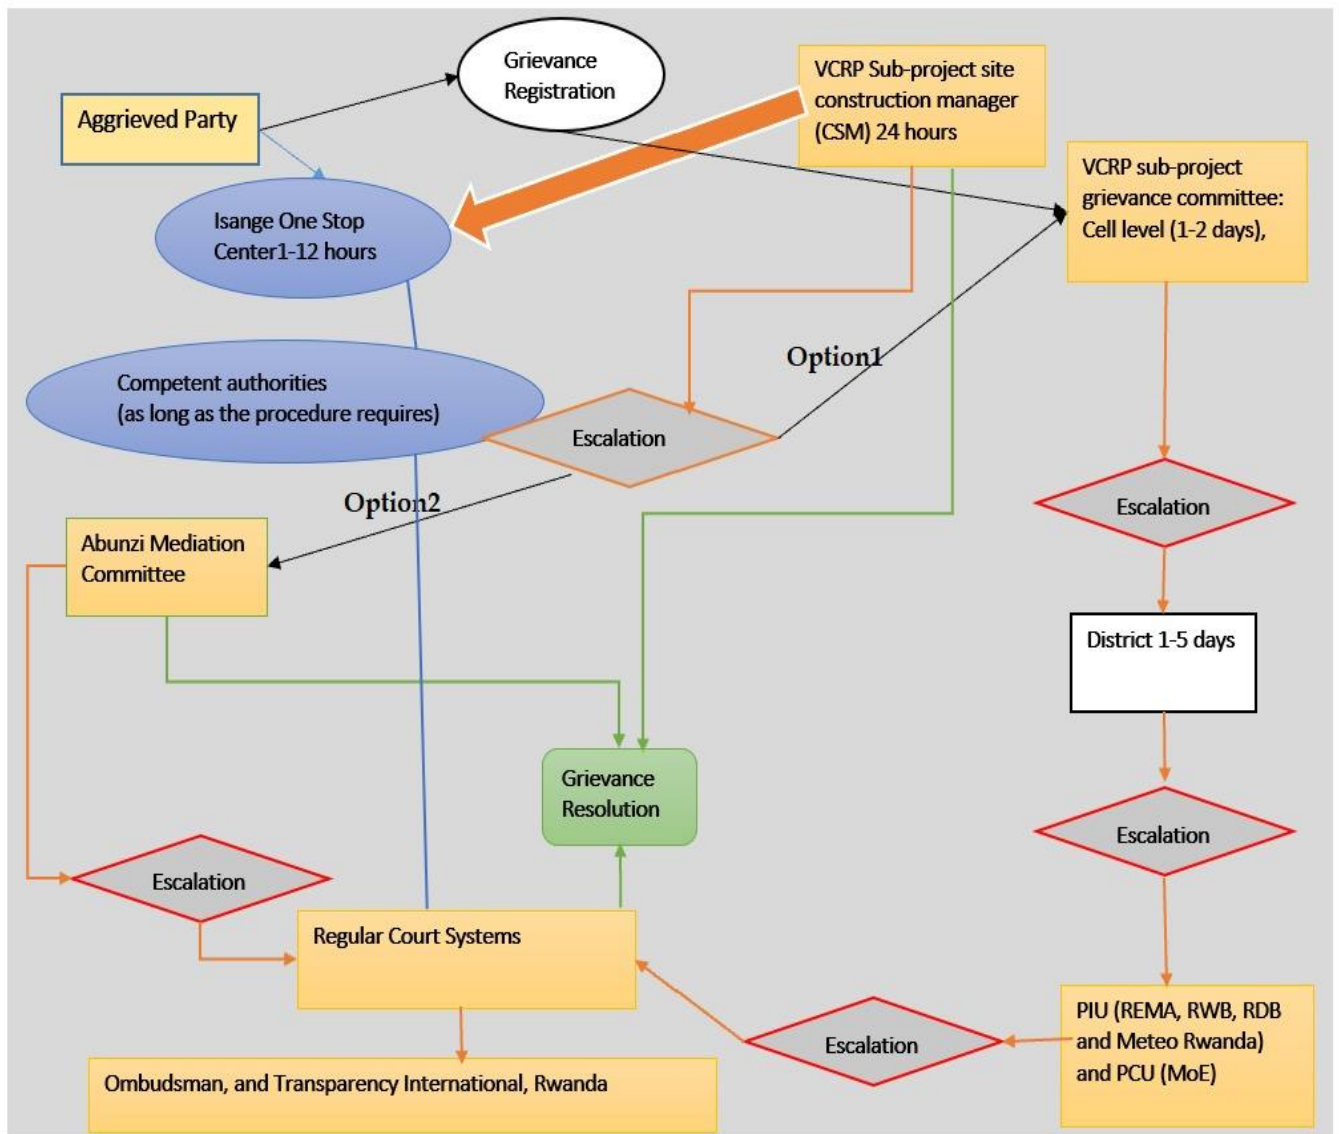 Grievance
Registration
VCRP Sub-project site
construction manager
(CSM) 24 hours
Aggrieved Party
VCRP sub-project
grievance committee:
Cell level (1-2 days),
Isange One Stop
Center1-12 hours
Option1
Competent authorities
(as long as the procedure requires)
Escalation
Option2
Escalation
Abunzi Mediation
Committee
District 1-5 days
Grievance
Resolution
Escalation
Escalation
Regular Court Systems
PIU (REMA, RWB, RDB
and Meteo Rwanda)
and PCU (MoE)
Escalation
Ombudsman, and Transparency International, Rwanda